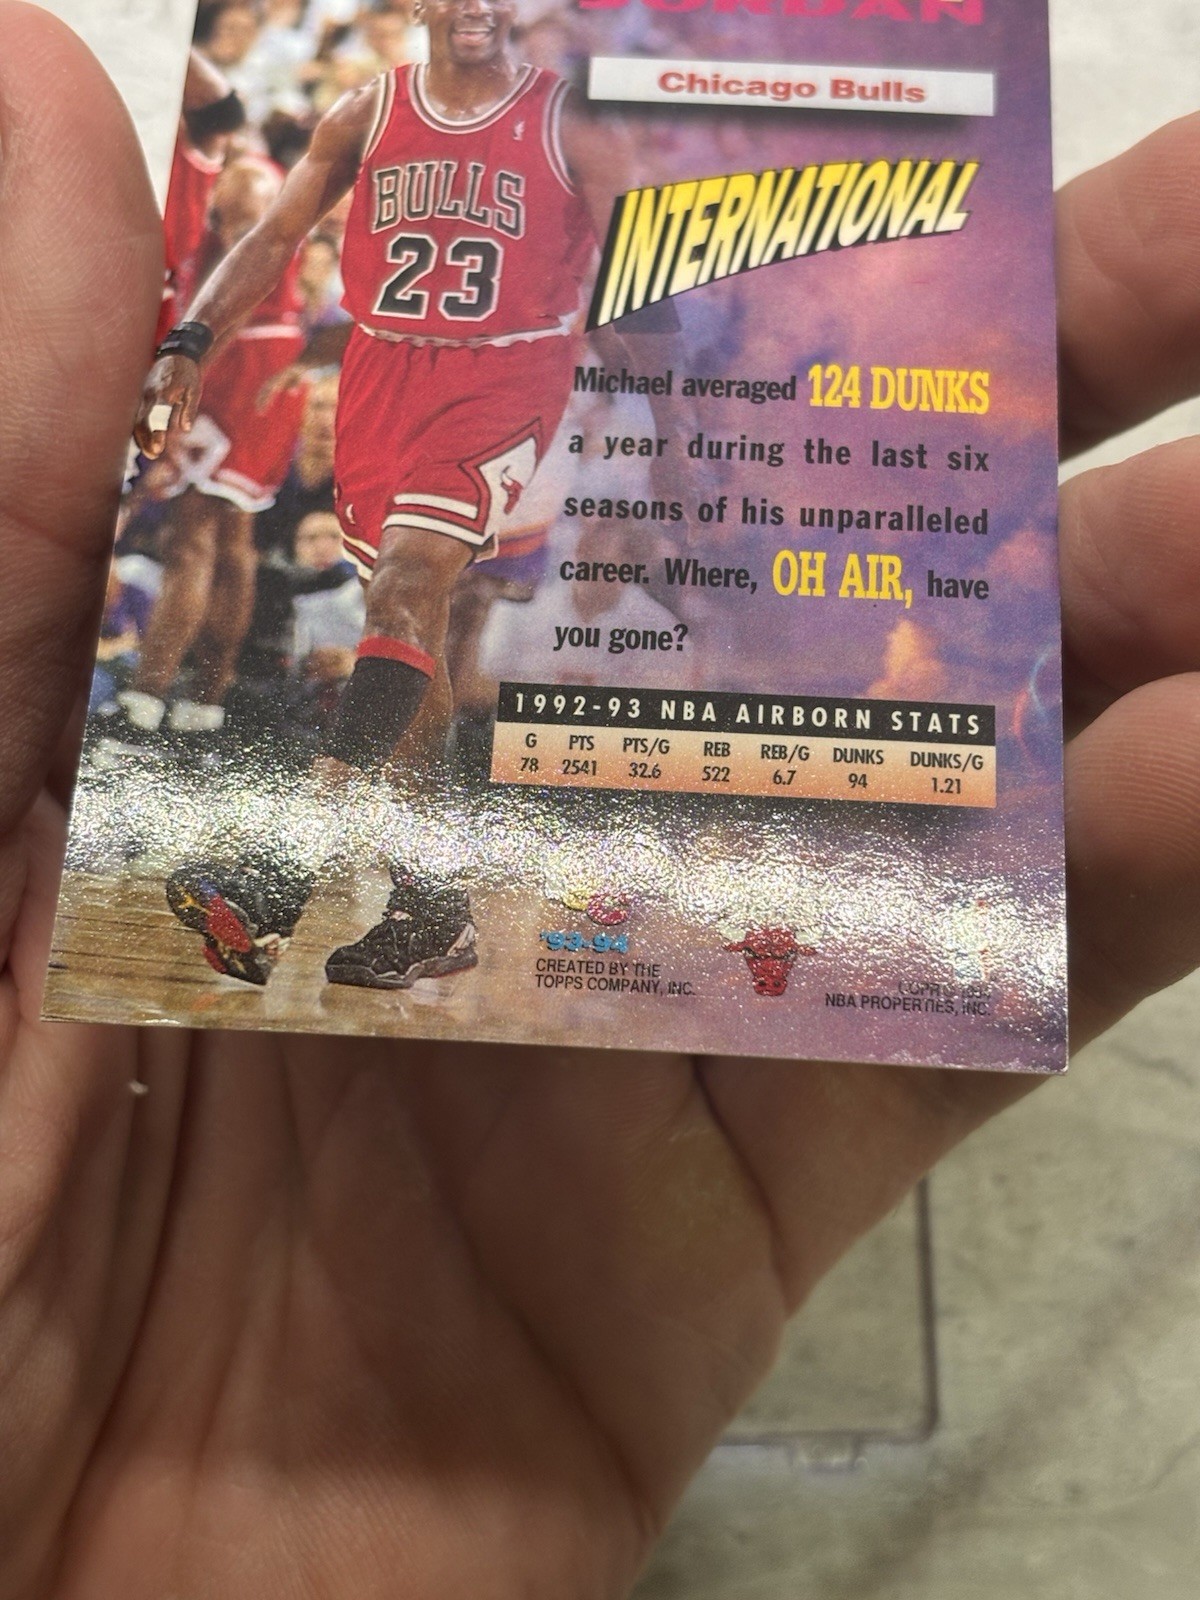 JORDAN
Chicago Bulls
INTERNATIONAL
BULLS
23
Michael averaged 124 DUNKS
a year during the last six
seasons of his unparalleled
career. Where, OH AIR, have
you gone?
1992-93 NBA AIRBORN STATS
G PTS PTS/G REB REB/G DUNKS DUNKS/G
78 2541 32.6 522 6.7 94 1.21
'93-94
CREATED BY THE
TOPPS COMPANY, INC.
COPR ©
NBA PROPERTIES, INC.